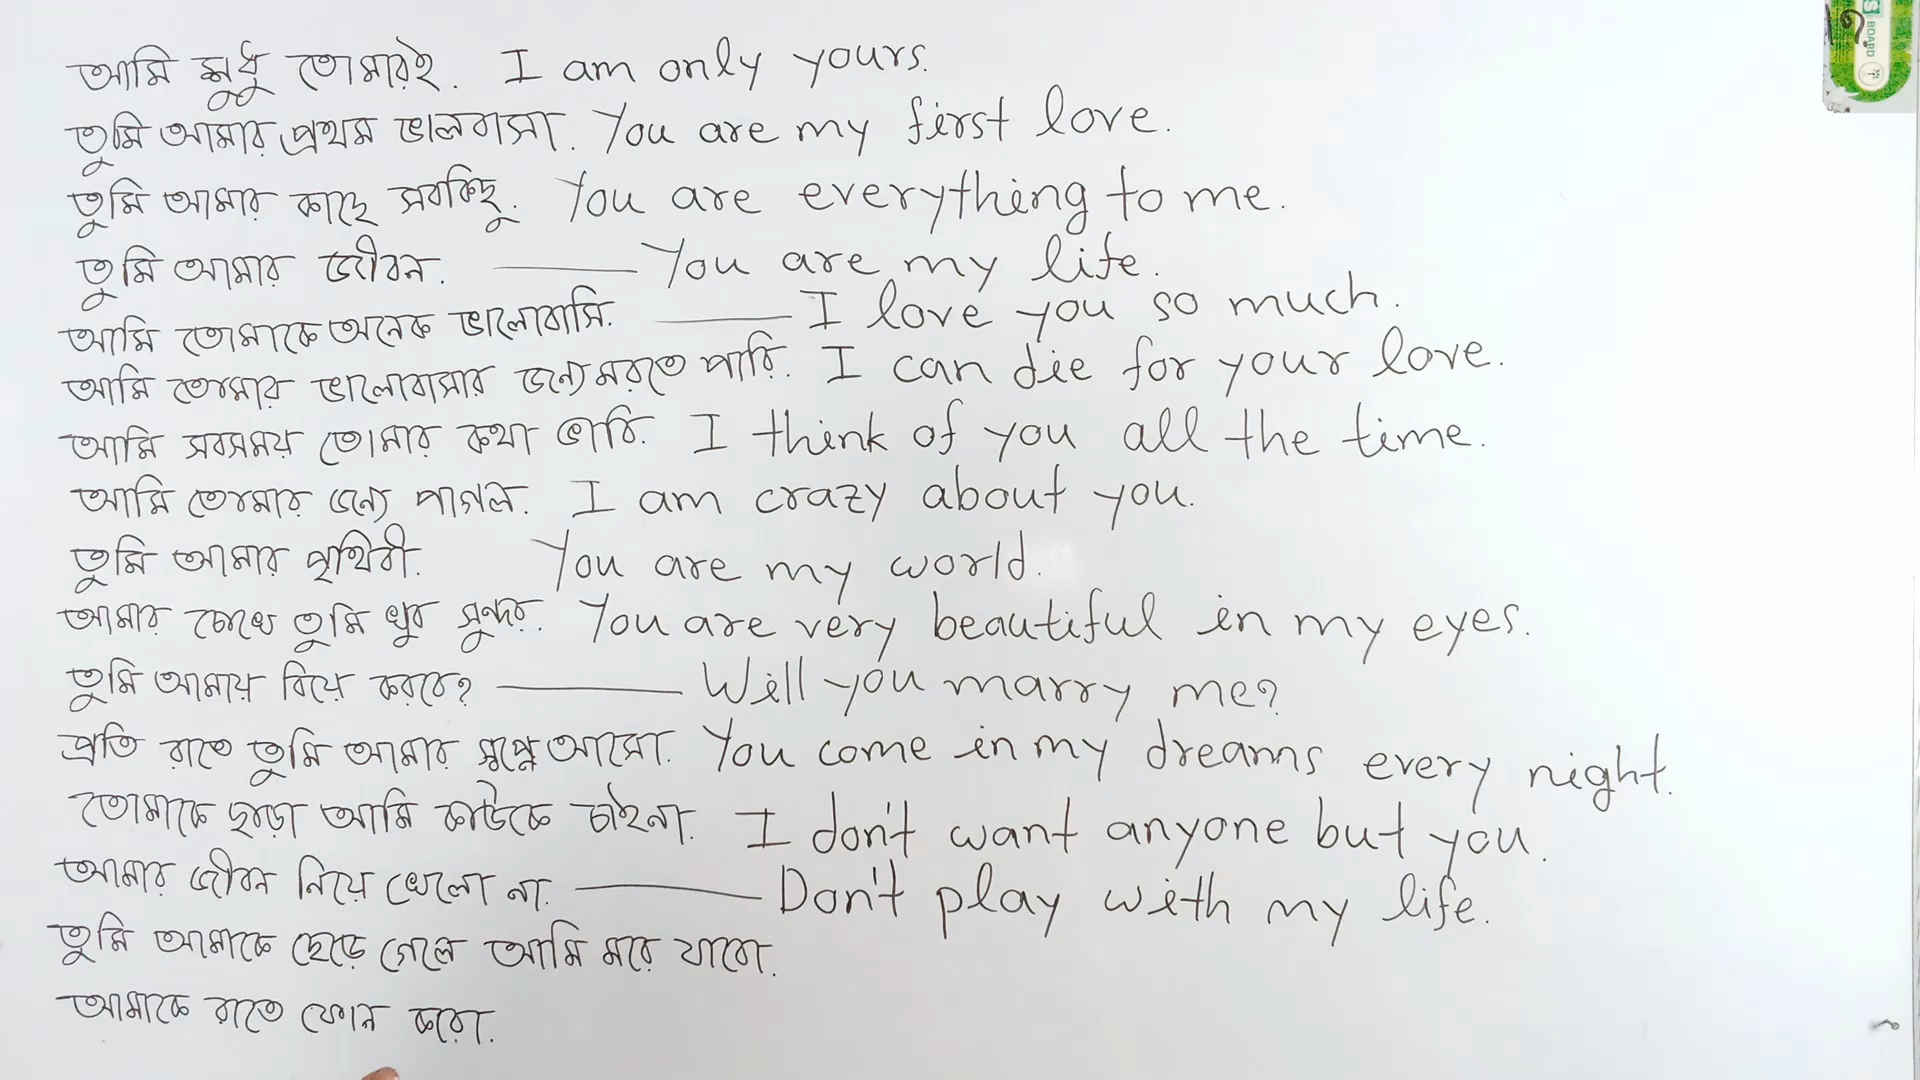 আমি শুধু তোমারই. I am only yours.
তুমি আমার প্রথম ভালবাসা. You are my first love.
তুমি আমার কাছে সবকিছু. You are everything to me.
তুমি আমার জীবন. You are my life.
আমি তোমাকে অনেক ভালোবাসি. I love you so much.
আমি তোমার ভালোবাসার জন্যে মরতে পারি. I can die for your love.
আমি সবসময় তোমার কথা ভাবি. I think of you all the time.
আমি তোমার জন্যে পাগল. I am crazy about you.
তুমি আমার পৃথিবী. You are my world.
আমার চোখে তুমি খুব সুন্দর. You are very beautiful in my eyes.
তুমি আমায় বিয়ে করবে? Will you marry me?
প্রতি রাতে তুমি আমার স্বপ্নে আসো. You come in my dreams every night.
তোমাকে ছাড়া আমি কাউকে চাইনা. I don't want anyone but you.
আমার জীবন নিয়ে খেলো না. Don't play with my life.
তুমি আমাকে ছেড়ে গেলে আমি মরে যাবো.
আমাকে রাতে ফোন করো.
BOARD